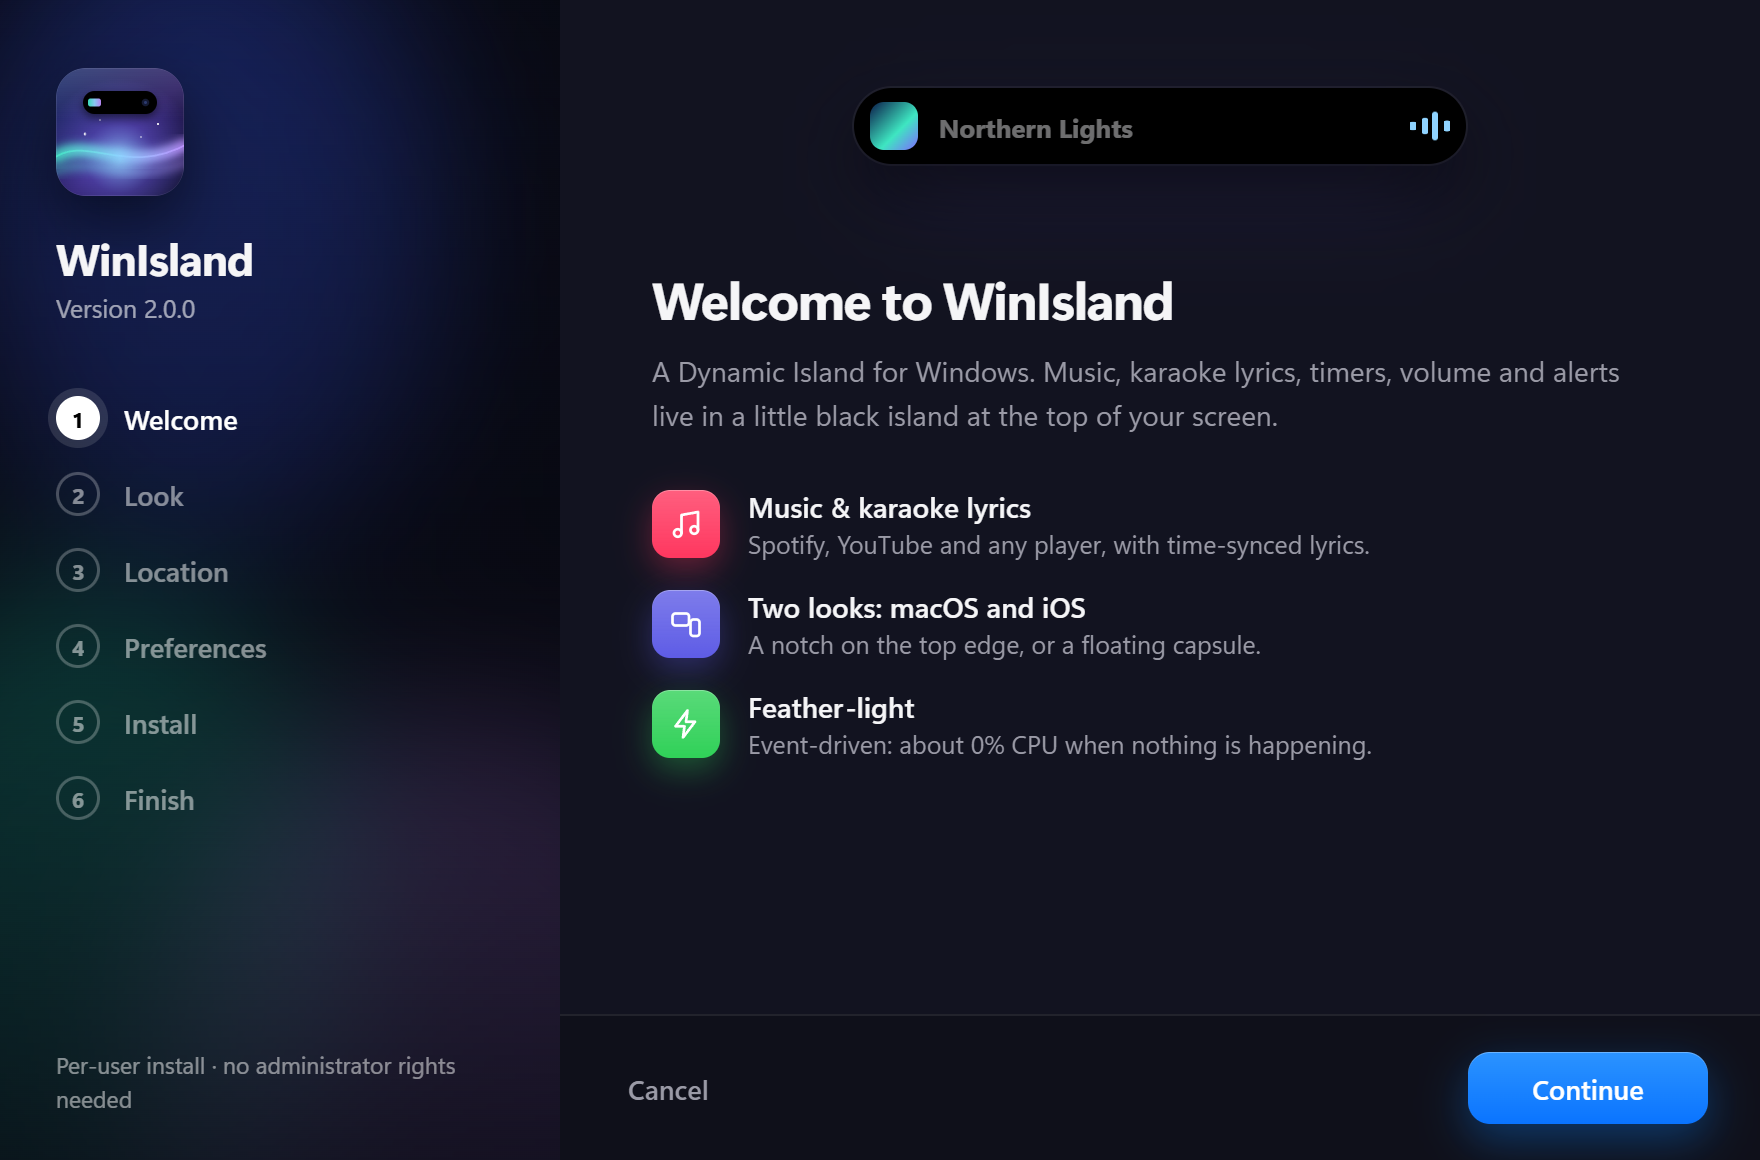 WinIsland
Version 2.0.0
1 Welcome
2 Look
3 Location
4 Preferences
5 Install
6 Finish
Per-user install · no administrator rights
needed
Northern Lights
Welcome to WinIsland
A Dynamic Island for Windows. Music, karaoke lyrics, timers, volume and alerts
live in a little black island at the top of your screen.
Music & karaoke lyrics
Spotify, YouTube and any player, with time-synced lyrics.
Two looks: macOS and iOS
A notch on the top edge, or a floating capsule.
Feather-light
Event-driven: about 0% CPU when nothing is happening.
Cancel
Continue